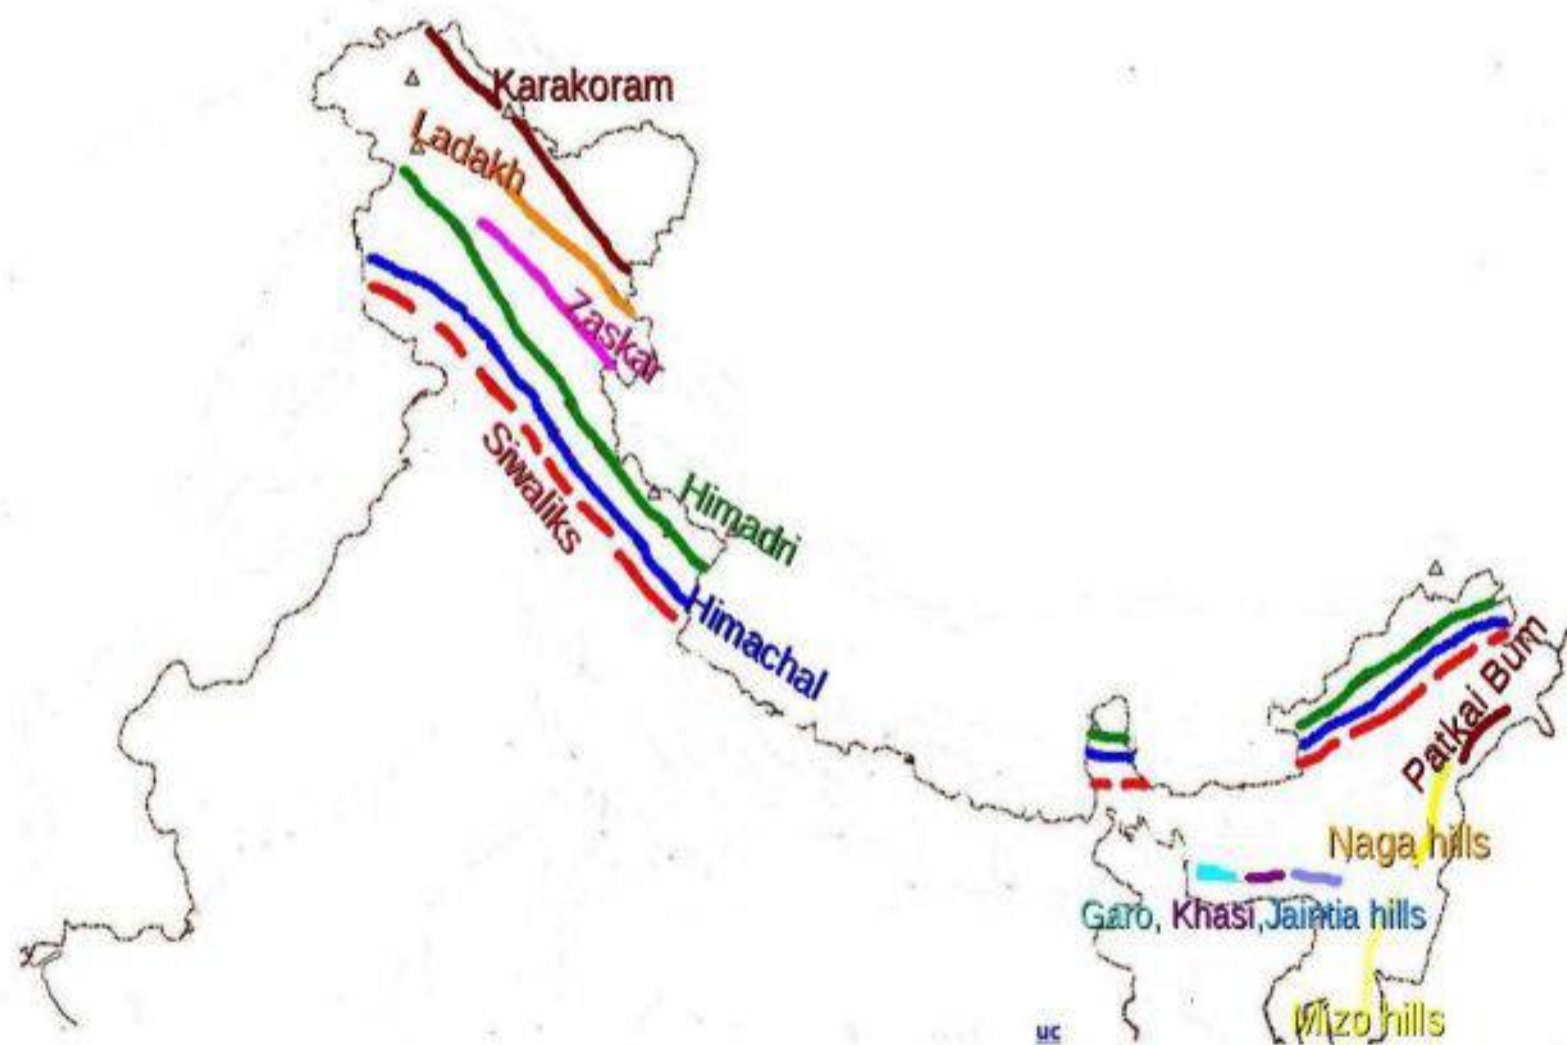 Karakoram
Ladakh
Zaskar
Siwaliks
Himadri
Himachal
Patkai Bum
Naga hills
Garo, Khasi,Jaintia hills
Mizo hills
uc